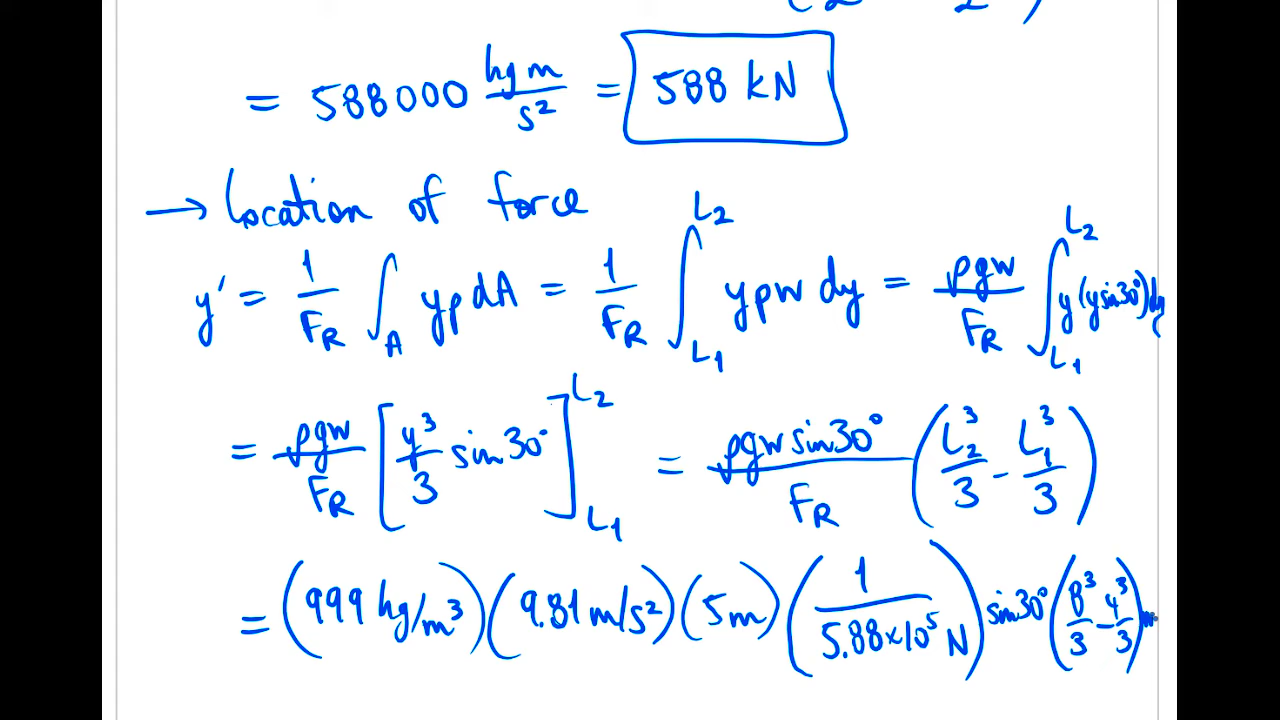 (2 2)
= 588000 kg m/s² = 588 kN
→ Location of force
y' = 1/F_R ∫_A y p dA = 1/F_R ∫_{L₁}^{L₂} y p w dy = ρgw/F_R ∫_{L₁}^{L₂} y (y sin30°) dy
= ρgw/F_R [y³/3 sin30°]_{L₁}^{L₂} = ρgw sin30°/F_R (L₂³/3 - L₁³/3)
= (999 kg/m³)(9.81 m/s²)(5m)(1/5.88×10⁵ N) sin30° (8³/3 - 4³/3) m